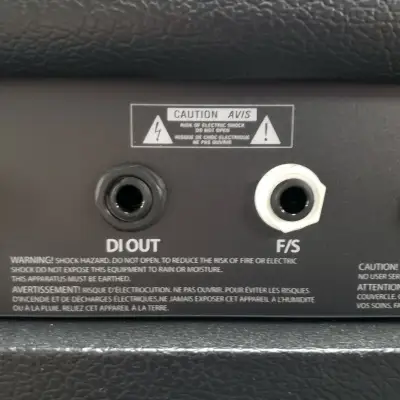 CAUTION AVIS
RISK OF ELECTRIC SHOCK
DO NOT OPEN
RISQUE DE CHOC ELECTRIQUE
NE PAS OUVRIR
DI OUT
F/S
WARNING! SHOCK HAZARD. DO NOT OPEN. TO REDUCE THE RISK OF FIRE OR ELECTRIC
SHOCK DO NOT EXPOSE THIS EQUIPMENT TO RAIN OR MOISTURE.
THIS APPARATUS MUST BE EARTHED.
AVERTISSEMENT! RISQUE D'ÉLECTROCUTION. NE PAS OUVRIR. POUR ÉVITER LES RISQUES
D'INCENDIE ET DE DÉCHARGES ÉLECTRIQUES, NE JAMAIS EXPOSER CET APPAREIL À L'HUMIDITÉ
OU À LA PLUIE. RELIEZ CET APPAREIL À LA TERRE.
CAUTION!
NO USER SER
ATTENTIO
COUVERCLE.
VOS SOINS. FA